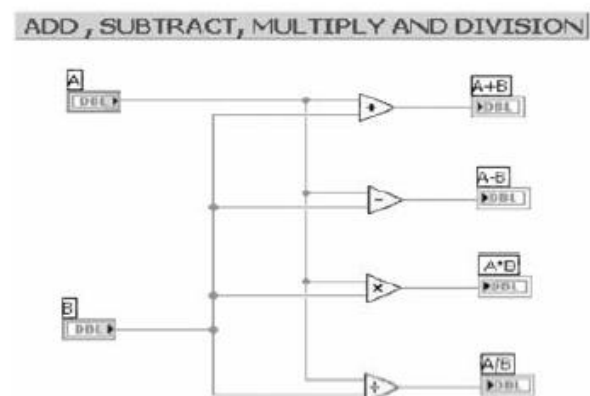 ADD , SUBTRACT, MULTIPLY AND DIVISION
A
DBL
A+B
DBL
+
A-B
DBL
-
A*B
DBL
x
B
DBL
A/B
DBL
÷